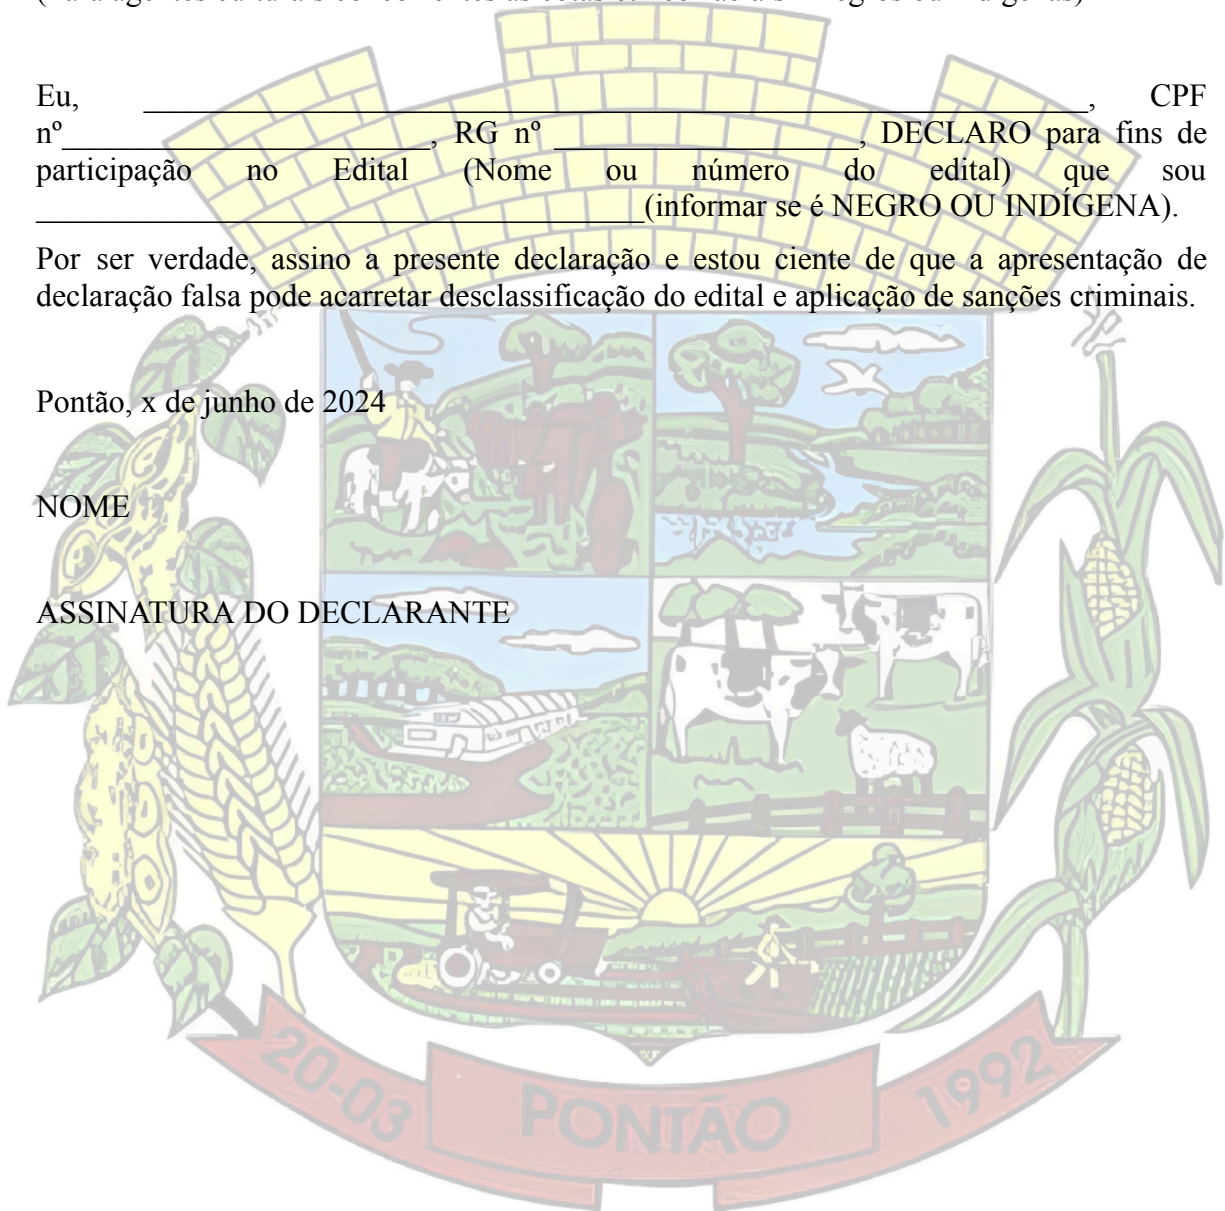 Eu, ___________________________________________________________, CPF
nº_______________________, RG nº ___________________, DECLARO para fins de
participação no Edital (Nome ou número do edital) que sou
______________________________________(informar se é NEGRO OU INDÍGENA).
Por ser verdade, assino a presente declaração e estou ciente de que a apresentação de
declaração falsa pode acarretar desclassificação do edital e aplicação de sanções criminais.
Pontão, x de junho de 2024
NOME
ASSINATURA DO DECLARANTE
20-03 PONTÃO 1992